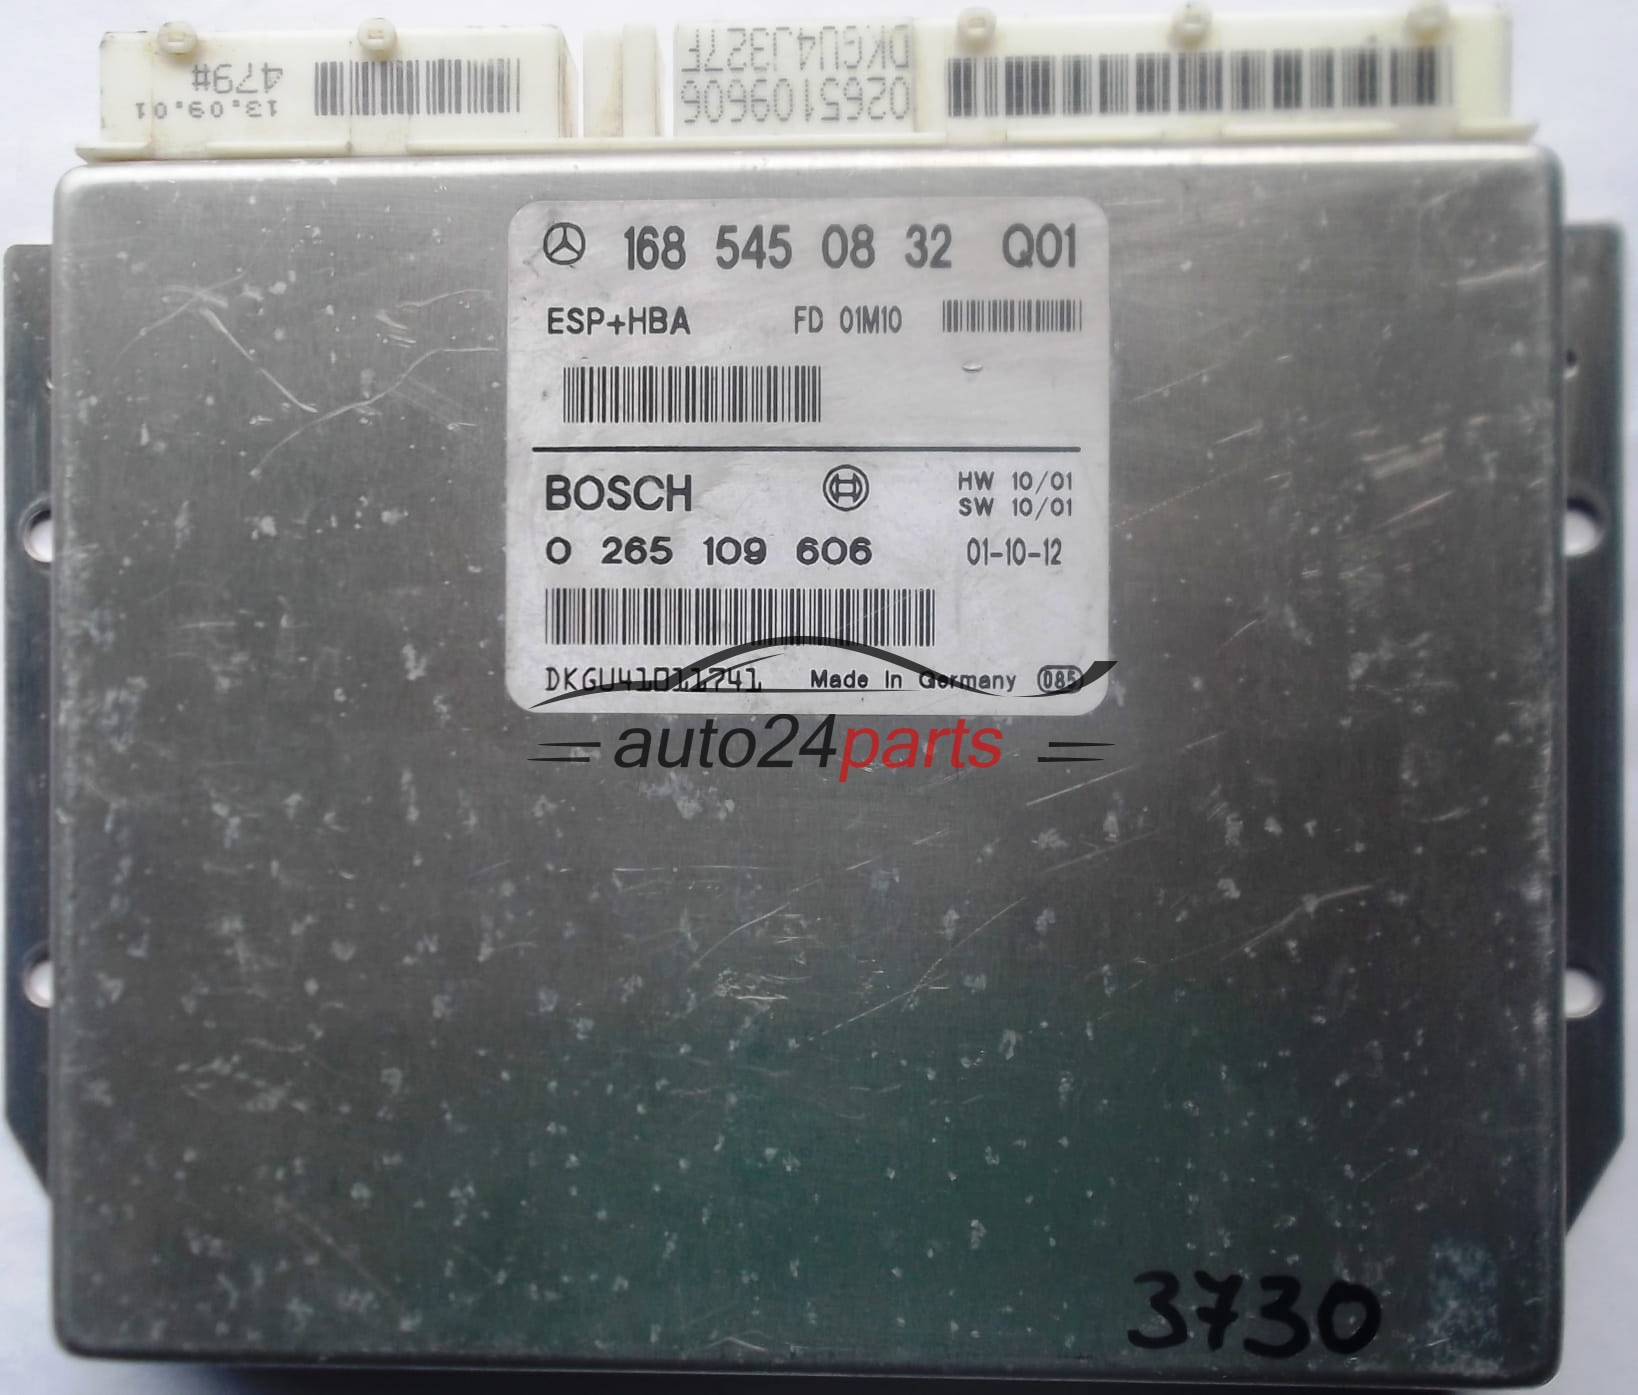 479#
13.09.01
DKGU4J327F
0265109606
168 545 08 32 Q01
ESP+HBA FD 01M10
BOSCH HW 10/01
SW 10/01
0 265 109 606 01-10-12
DKGU41011741 Made In Germany 085
auto24parts
3730